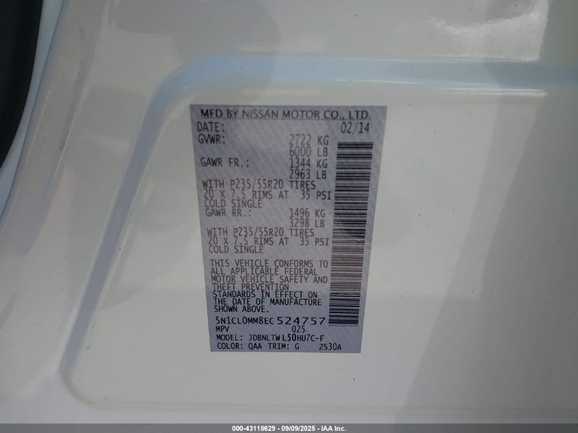 MFD BY NISSAN MOTOR CO., LTD.
DATE: 02/14
GVWR: 2722 KG
6000 LB
GAWR FR.: 1344 KG
2963 LB
WITH P235/55R20 TIRES
20 X 7.5 RIMS AT 35 PSI
COLD SINGLE
GAWR RR.: 1496 KG
3298 LB
WITH P235/55R20 TIRES
20 X 7.5 RIMS AT 35 PSI
COLD SINGLE
THIS VEHICLE CONFORMS TO
ALL APPLICABLE FEDERAL
MOTOR VEHICLE SAFETY AND
THEFT PREVENTION
STANDARDS IN EFFECT ON
THE DATE OF MANUFACTURE
SHOWN ABOVE.
5N1CL0MM8EC524757
MPV 025
MODEL: JDBNLTWL50HU7C-F
COLOR: QAA TRIM: G 2530A
000-43118629 - 09/09/2025 - IAA Inc.